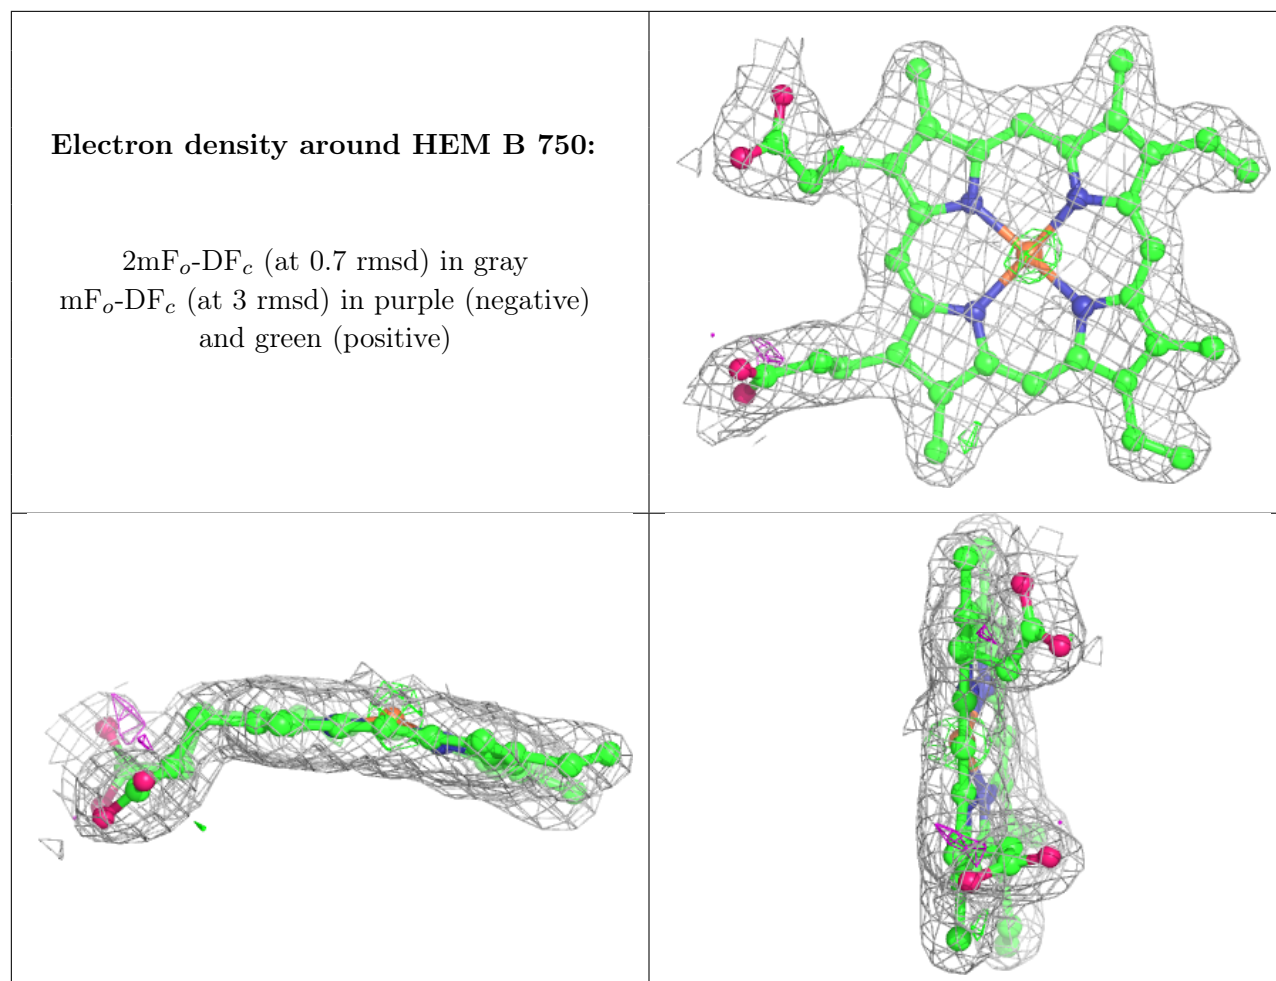 Electron density around HEM B 750:
2mFo-DFc (at 0.7 rmsd) in gray
mFo-DFc (at 3 rmsd) in purple (negative)
and green (positive)